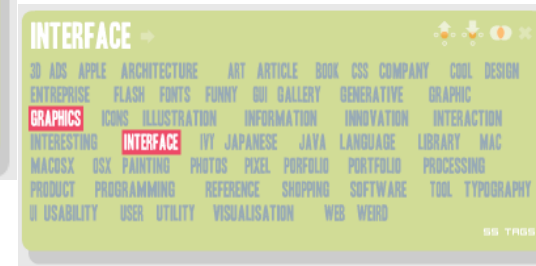 INTERFACE
3D ADS APPLE ARCHITECTURE ART ARTICLE BOOK CSS COMPANY COOL DESIGN
ENTREPRISE FLASH FONTS FUNNY GUI GALLERY GENERATIVE GRAPHIC
GRAPHICS ICONS ILLUSTRATION INFORMATION INNOVATION INTERACTION
INTERESTING INTERFACE IVY JAPANESE JAVA LANGUAGE LIBRARY MAC
MACOSX OSX PAINTING PHOTOS PIXEL PORFOLIO PORTFOLIO PROCESSING
PRODUCT PROGRAMMING REFERENCE SHOPPING SOFTWARE TOOL TYPOGRAPHY
UI USABILITY USER UTILITY VISUALISATION WEB WEIRD
55 TAGS